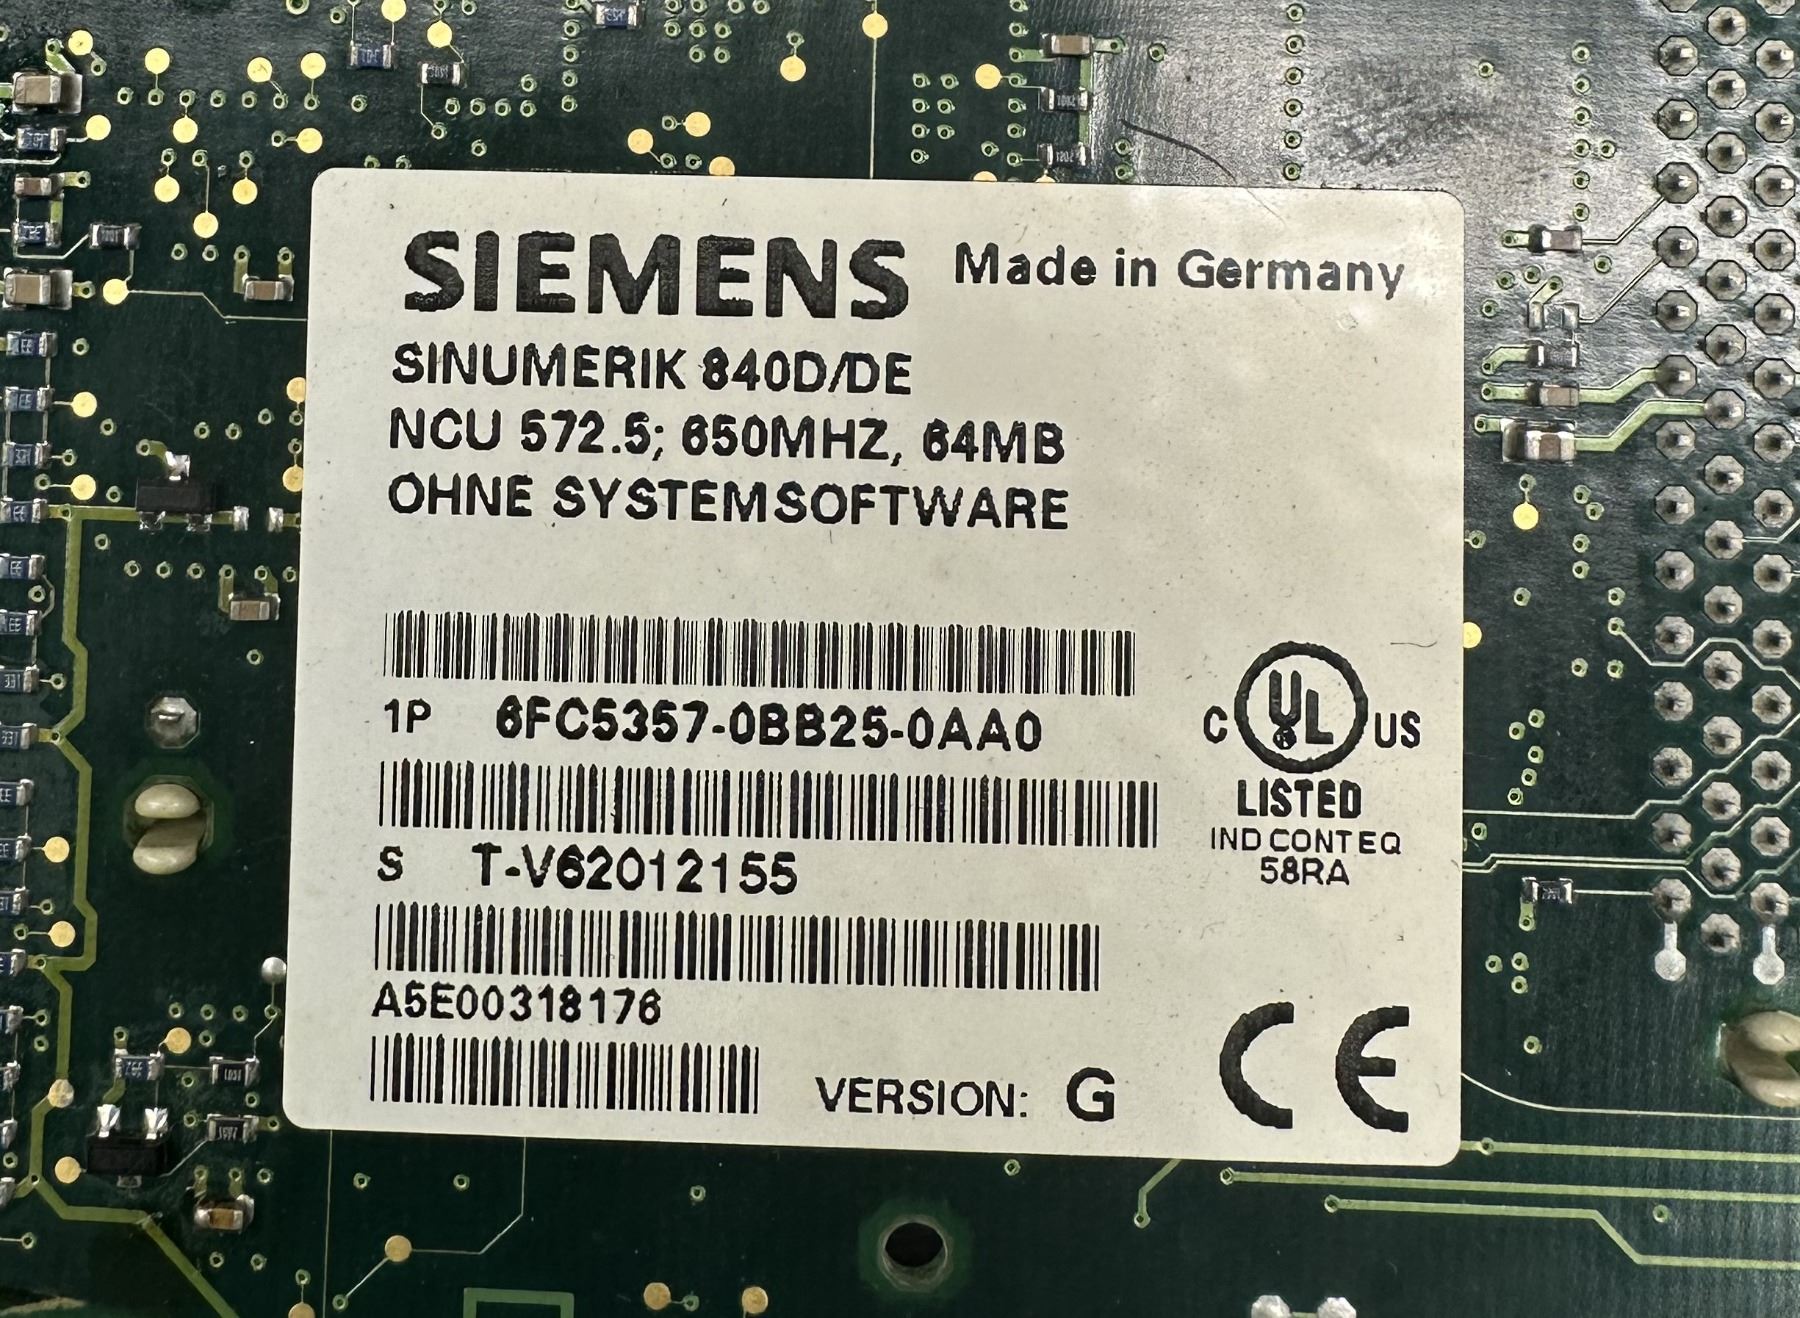 SIEMENS Made in Germany
SINUMERIK 840D/DE
NCU 572.5; 650MHZ, 64MB
OHNE SYSTEMSOFTWARE
1P 6FC5357-0BB25-0AA0
S T-V62012155
A5E00318176
VERSION: G
C UL US
®
LISTED
IND CONT EQ
58RA
CE